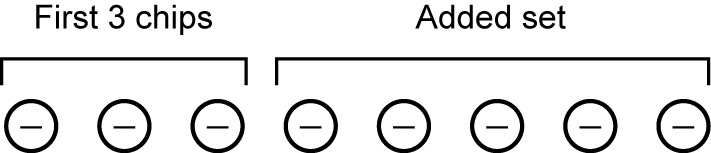 First 3 chips Added set
− − − − − − − −